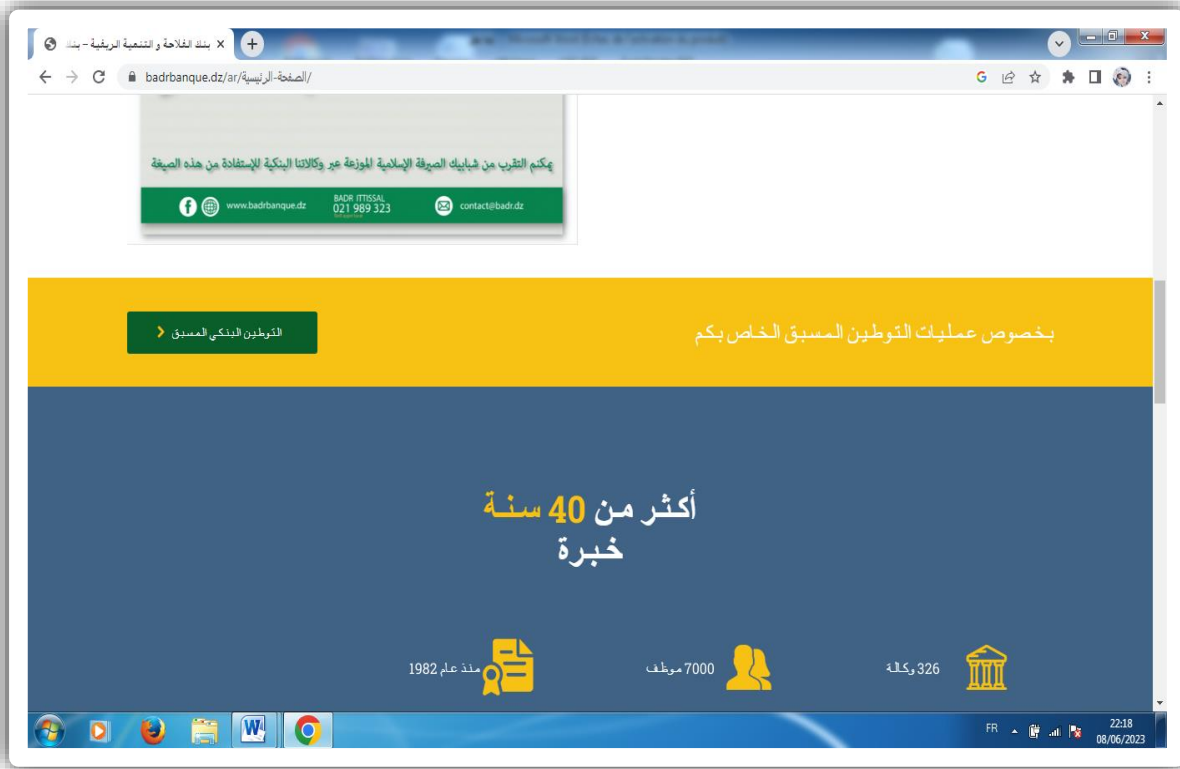 بنك الفلاحة و التنمية الريفية – بنك
badrbanque.dz/ar/الصفحة-الرئيسية/
يمكنم التقرب من شبابيك الصيرفة الإسلامية الموزعة عبر وكالاتنا البنكية للإستفادة من هذه الصيغة
www.badrbanque.dz
BADR ITTISSAL
021 989 323
contact@badr.dz
بخصوص عمليات التوطين المسبق الخاص بكم
التوطين البنكي المسبق
أكثر من 40 سنة
خبرة
326 وكالة
7000 موظف
منذ عام 1982
FR
22:18
08/06/2023